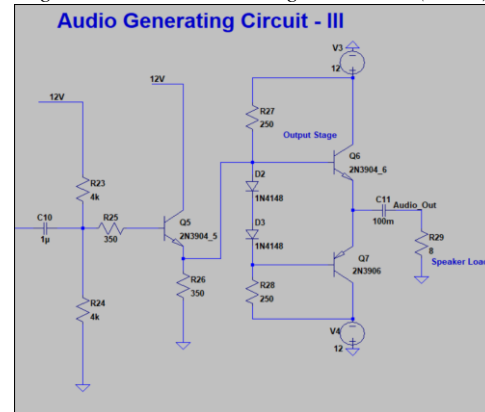 Audio Generating Circuit - III
V3
12
12V
12V
R27
250
Output Stage
Q6
2N3904_6
R23
4k
D2
1N4148
C11
100m
Audio_Out
C10
1µ
R25
350
Q5
2N3904_5
D3
1N4148
R29
8
Speaker Loa
Q7
2N3906
R26
350
R28
250
R24
4k
V4
12